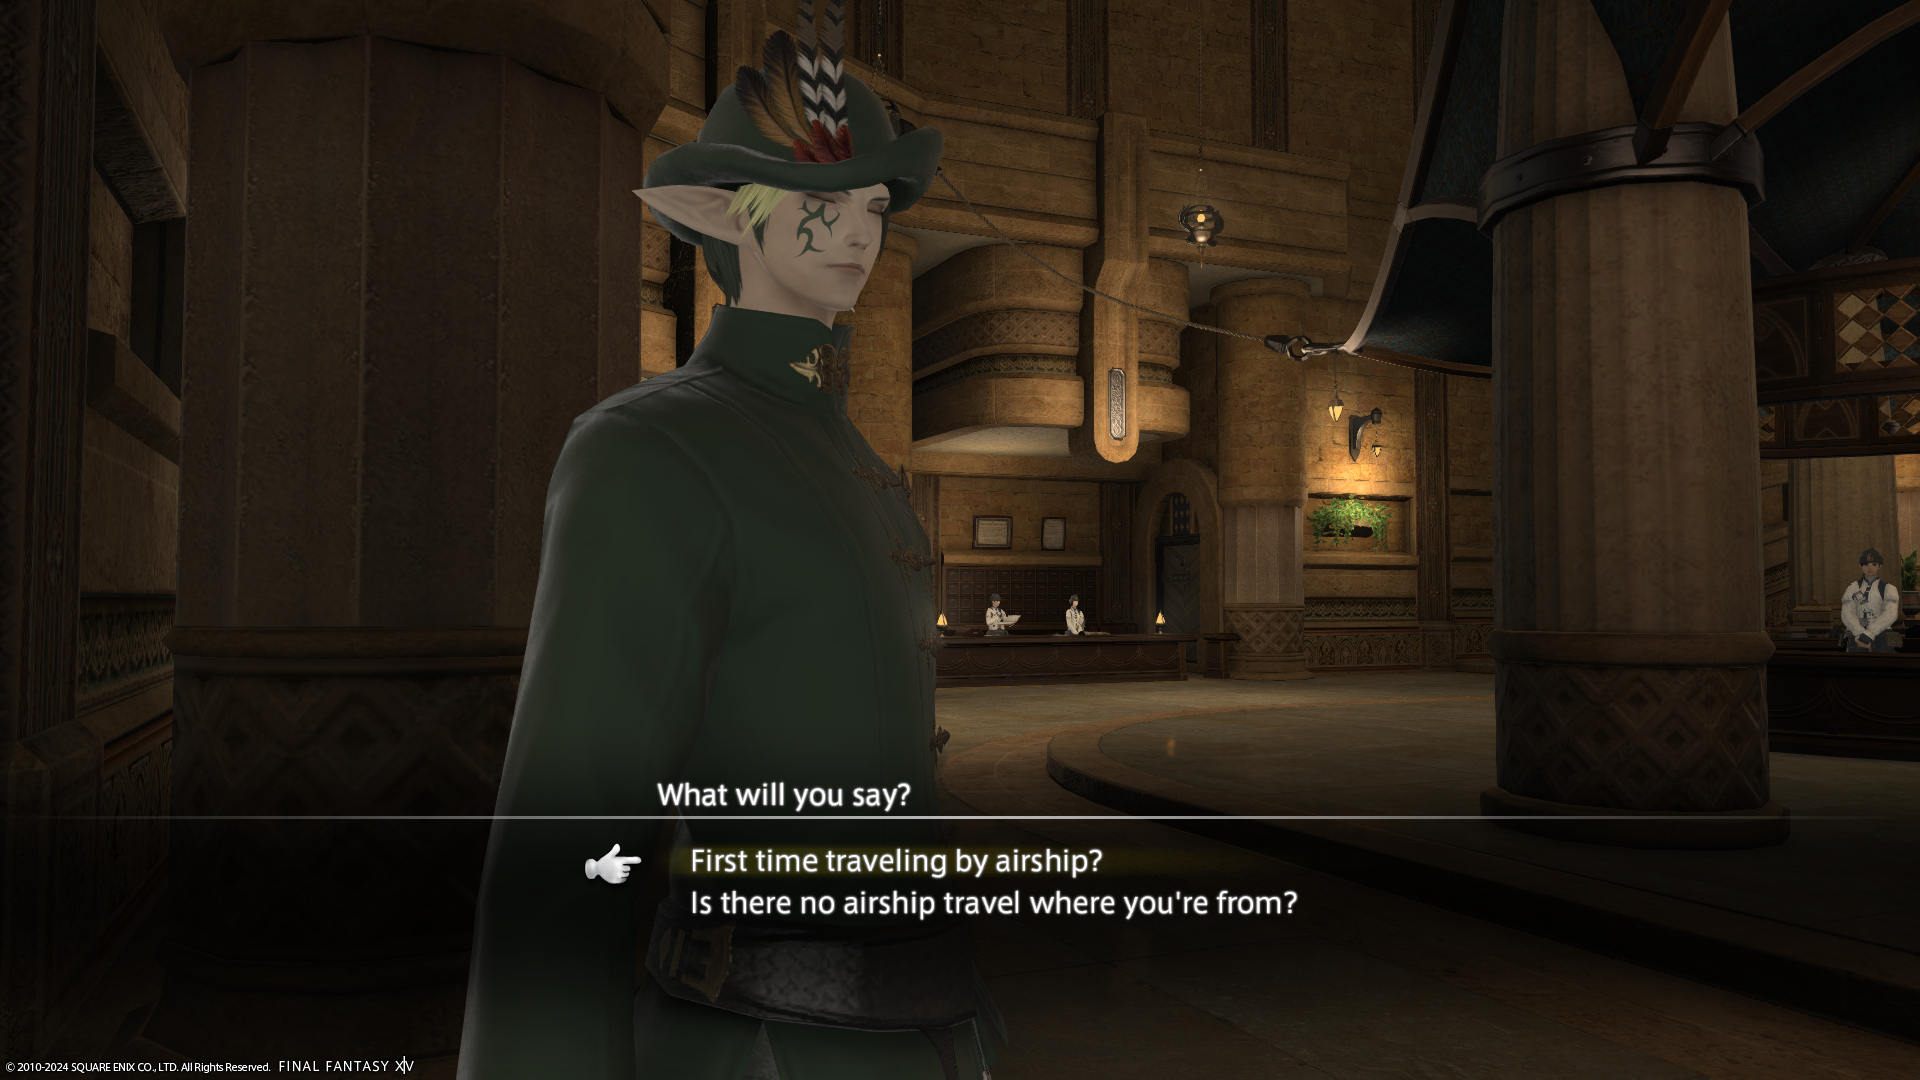 What will you say?
First time traveling by airship?
Is there no airship travel where you're from?
© 2010-2024 SQUARE ENIX CO., LTD. All Rights Reserved. FINAL FANTASY XIV